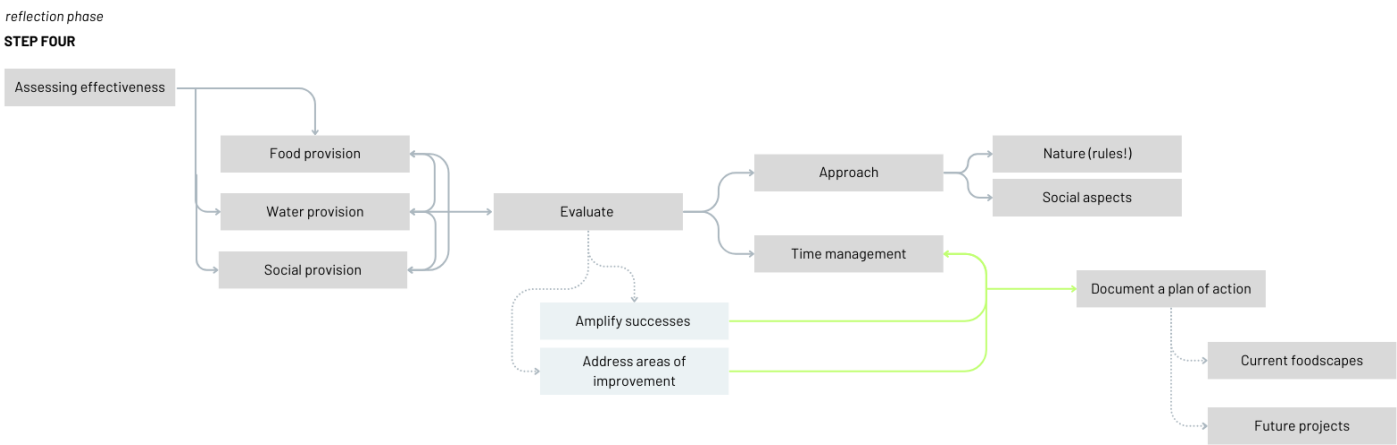 reflection phase
STEP FOUR
Assessing effectiveness
Food provision
Water provision
Social provision
Evaluate
Approach
Time management
Nature (rules!)
Social aspects
Amplify successes
Address areas of
improvement
Document a plan of action
Current foodscapes
Future projects